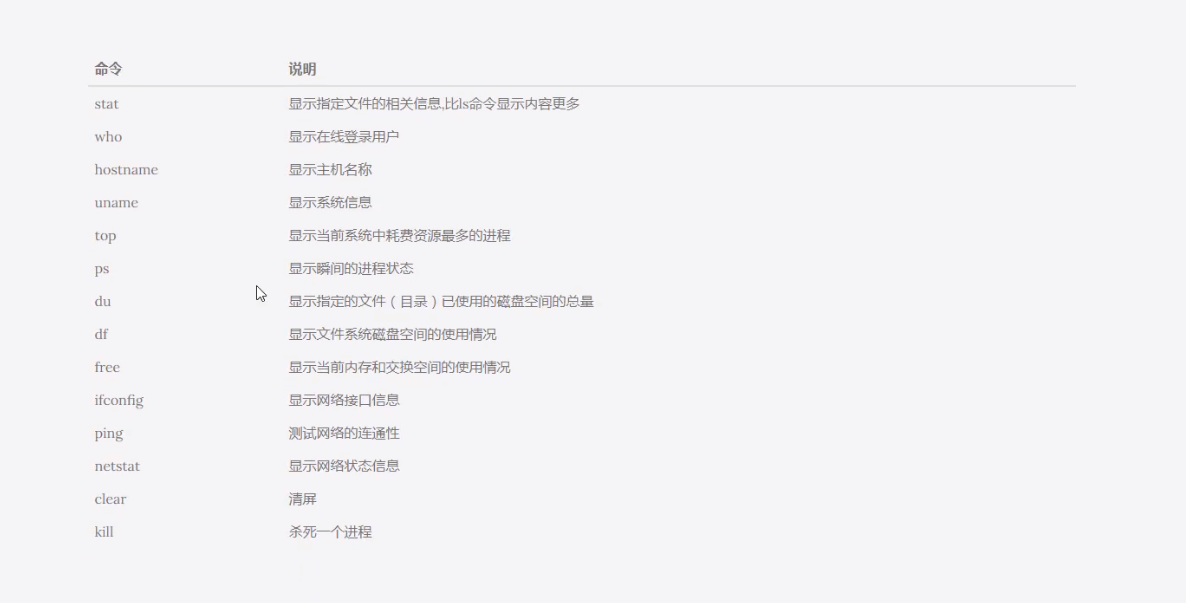 命令 说明
stat 显示指定文件的相关信息,比ls命令显示内容更多
who 显示在线登录用户
hostname 显示主机名称
uname 显示系统信息
top 显示当前系统中耗费资源最多的进程
ps 显示瞬间的进程状态
du 显示指定的文件（目录）已使用的磁盘空间的总量
df 显示文件系统磁盘空间的使用情况
free 显示当前内存和交换空间的使用情况
ifconfig 显示网络接口信息
ping 测试网络的连通性
netstat 显示网络状态信息
clear 清屏
kill 杀死一个进程